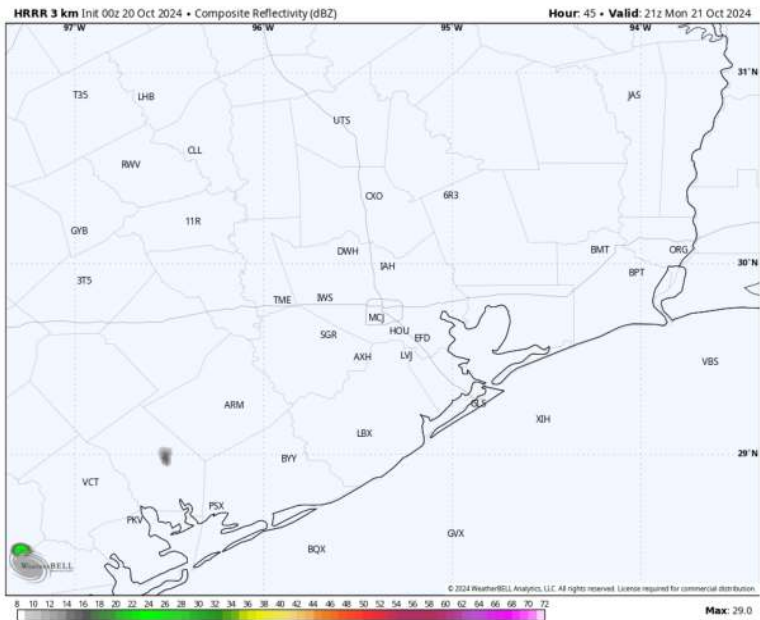 HRRR 3 km Init 00z 20 Oct 2024 • Composite Reflectivity (dBZ) Hour: 45 • Valid: 21z Mon 21 Oct 2024
97°W 96°W 95°W 94°W
31°N
T35 LHB JAS
UTS
CLL
RWV
CXO 6R3
11R
GYB
DWH BMT ORG
30°N
IAH
BPT
3T5
TME IWS
MCJ
HOU
SGR EFD
AXH LVJ
VBS
ARM GLS
XIH
LBX
29°N
BYY
VCT
PSX
PKV
GVX
BQX
WEATHERBELL
© 2024 WeatherBELL Analytics, LLC. All rights reserved. License required for commercial distribution.
8 10 12 14 16 18 20 22 24 26 28 30 32 34 36 38 40 42 44 46 48 50 52 54 56 58 60 62 64 66 68 70 72
Max: 29.0